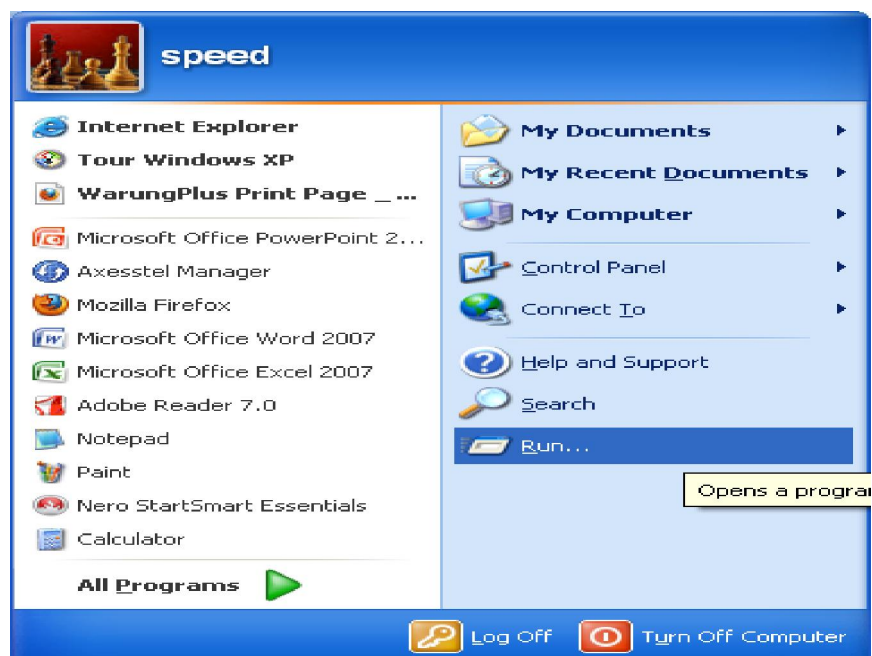 speed
Internet Explorer
Tour Windows XP
WarungPlus Print Page _ ...
Microsoft Office PowerPoint 2...
Axesstel Manager
Mozilla Firefox
Microsoft Office Word 2007
Microsoft Office Excel 2007
Adobe Reader 7.0
Notepad
Paint
Nero StartSmart Essentials
Calculator
All Programs
My Documents
My Recent Documents
My Computer
Control Panel
Connect To
Help and Support
Search
Run...
Opens a progra
Log Off
Turn Off Computer